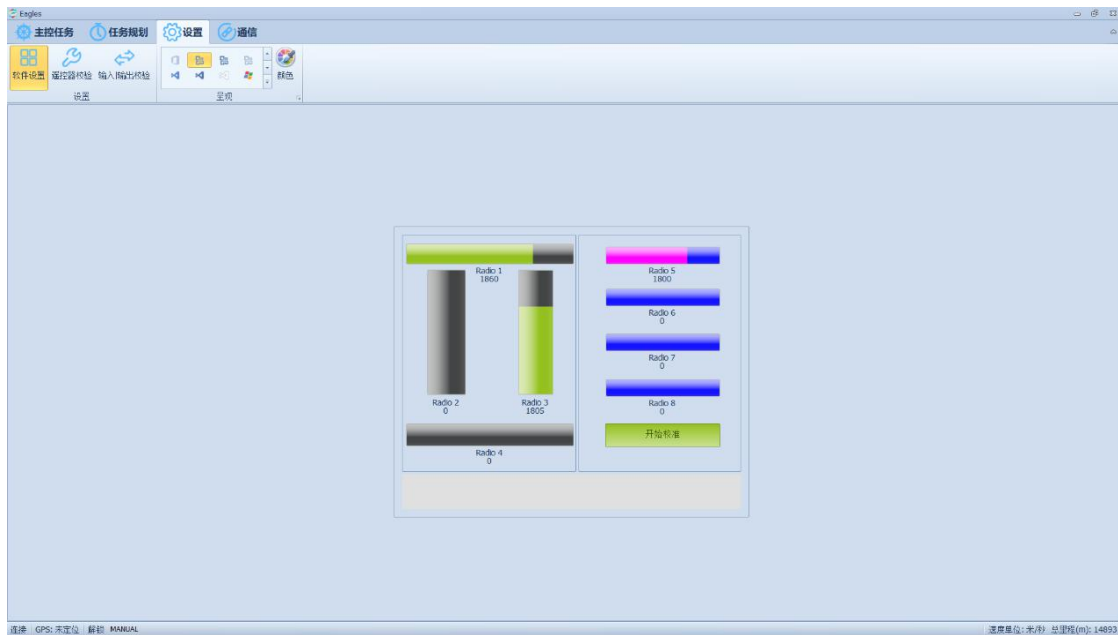 Eagles
主控任务 任务规划 设置 通信
软件设置 遥控器校验 输入输出校验 颜色
设置 呈现
Radio 1
1860
Radio 5
1800
Radio 6
0
Radio 7
0
Radio 2
0
Radio 3
1805
Radio 8
0
开始校准
Radio 4
0
连接 GPS: 未定位 解锁 MANUAL 速度单位: 米/秒 总里程(m): 14893